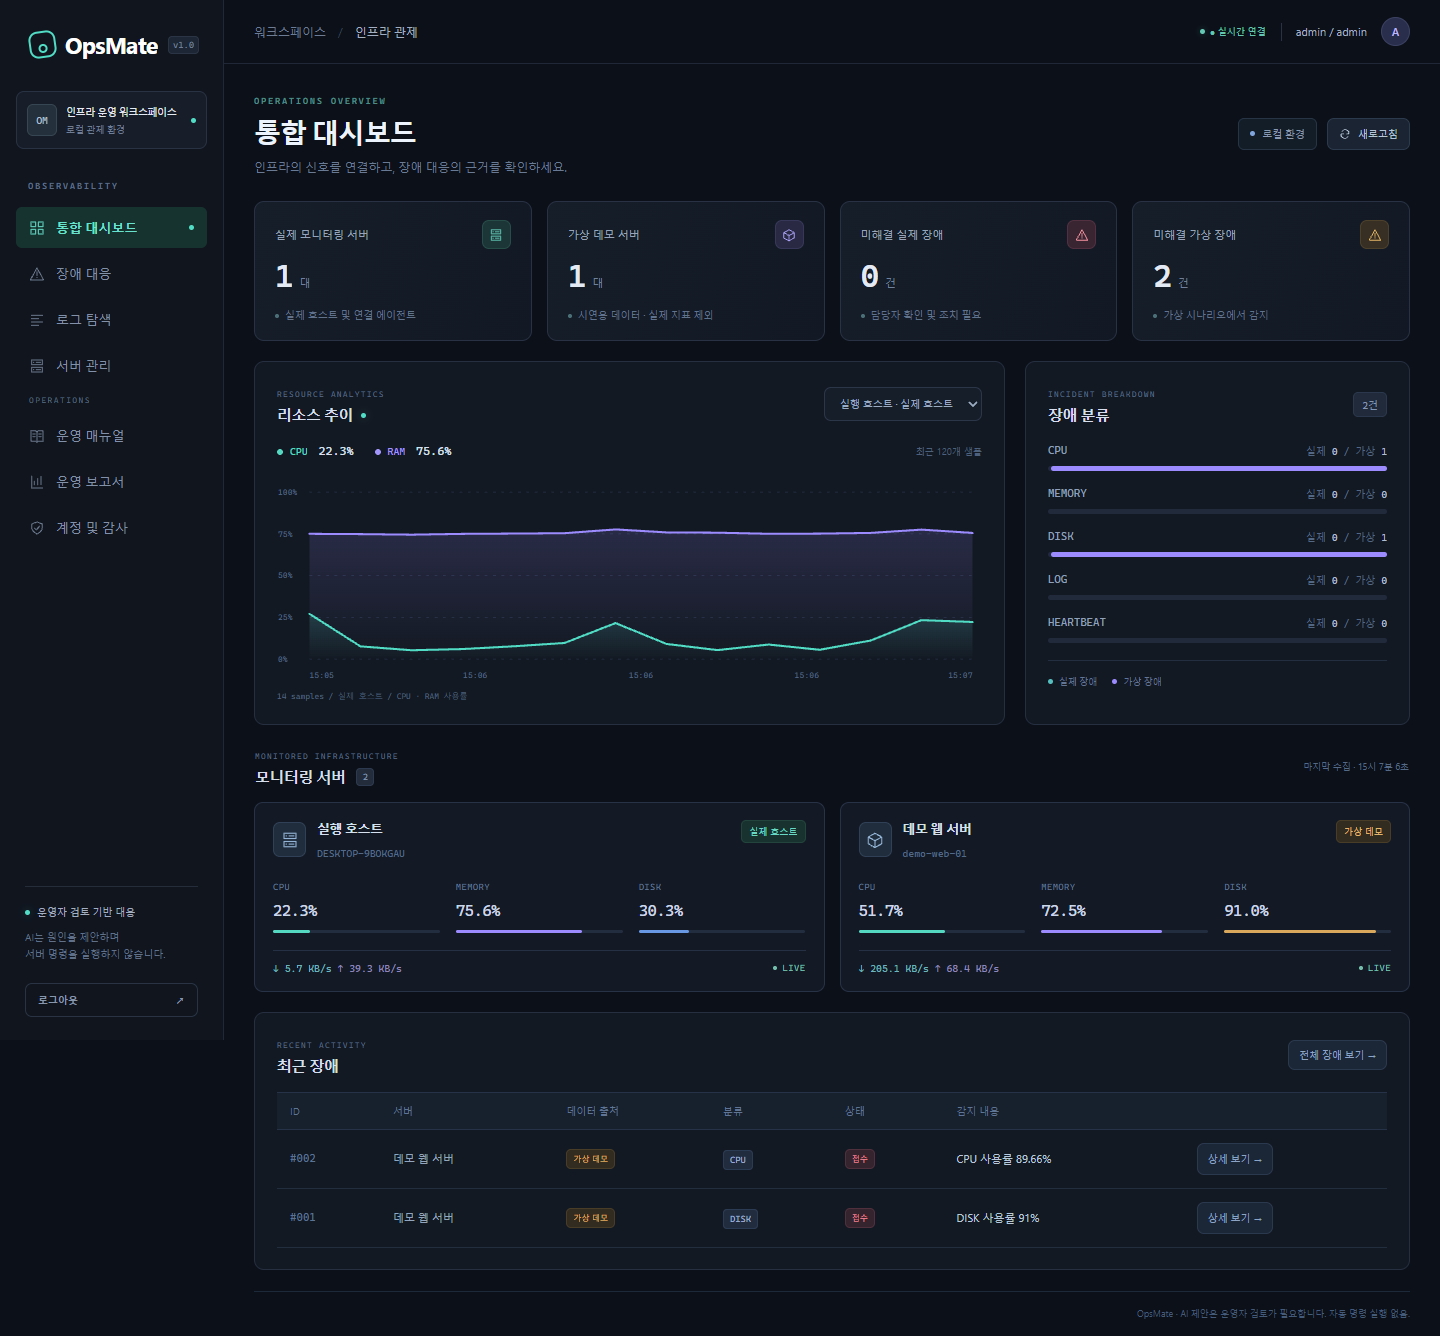 OpsMate v1.0
OM
인프라 운영 워크스페이스
로컬 관제 환경
OBSERVABILITY
통합 대시보드
장애 대응
로그 탐색
서버 관리
OPERATIONS
운영 매뉴얼
운영 보고서
계정 및 감사
운영자 검토 기반 대응
AI는 원인을 제안하며
서버 명령을 실행하지 않습니다.
로그아웃 ↗
워크스페이스 / 인프라 관제
● 실시간 연결
admin / admin
A
OPERATIONS OVERVIEW
통합 대시보드
인프라의 신호를 연결하고, 장애 대응의 근거를 확인하세요.
로컬 환경
새로고침
실제 모니터링 서버
1 대
실제 호스트 및 연결 에이전트
가상 데모 서버
1 대
시연용 데이터 · 실제 지표 제외
미해결 실제 장애
0 건
담당자 확인 및 조치 필요
미해결 가상 장애
2 건
가상 시나리오에서 감지
RESOURCE ANALYTICS
리소스 추이
실행 호스트 · 실제 호스트
CPU 22.3% RAM 75.6%
최근 120개 샘플
100%
75%
50%
25%
0%
15:05 15:06 15:06 15:06 15:07
14 samples / 실제 호스트 / CPU · RAM 사용률
INCIDENT BREAKDOWN
장애 분류
2건
CPU 실제 0 / 가상 1
MEMORY 실제 0 / 가상 0
DISK 실제 0 / 가상 1
LOG 실제 0 / 가상 0
HEARTBEAT 실제 0 / 가상 0
실제 장애 가상 장애
MONITORED INFRASTRUCTURE
모니터링 서버 2
마지막 수집 · 15시 7분 6초
실행 호스트
DESKTOP-9BOKGAU
실제 호스트
CPU MEMORY DISK
22.3% 75.6% 30.3%
↓ 5.7 KB/s ↑ 39.3 KB/s
LIVE
데모 웹 서버
demo-web-01
가상 데모
CPU MEMORY DISK
51.7% 72.5% 91.0%
↓ 205.1 KB/s ↑ 68.4 KB/s
LIVE
RECENT ACTIVITY
최근 장애
전체 장애 보기 →
ID 서버 데이터 출처 분류 상태 감지 내용
#002 데모 웹 서버 가상 데모 CPU 접수 CPU 사용률 89.66% 상세 보기 →
#001 데모 웹 서버 가상 데모 DISK 접수 DISK 사용률 91% 상세 보기 →
OpsMate · AI 제안은 운영자 검토가 필요합니다. 자동 명령 실행 없음.